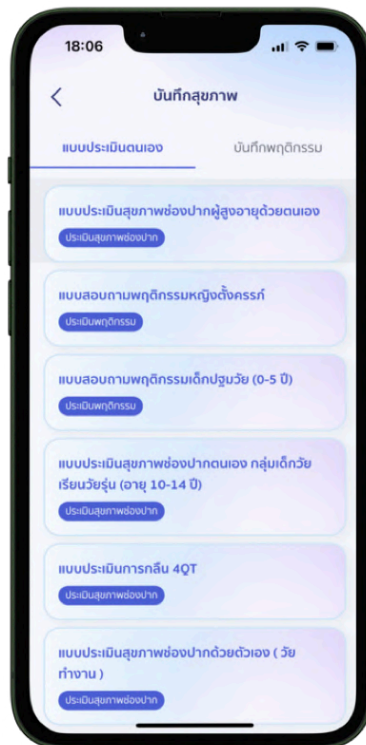 18:06
บันทึกสุขภาพ
แบบประเมินตนเอง
บันทึกพฤติกรรม
แบบประเมินสุขภาพช่องปากผู้สูงอายุด้วยตนเอง
ประเมินสุขภาพช่องปาก
แบบสอบถามพฤติกรรมหญิงตั้งครรภ์
ประเมินพฤติกรรม
แบบสอบถามพฤติกรรมเด็กปฐมวัย (0-5 ปี)
ประเมินพฤติกรรม
แบบประเมินสุขภาพช่องปากตนเอง กลุ่มเด็กวัย
เรียนวัยรุ่น (อายุ 10-14 ปี)
ประเมินสุขภาพช่องปาก
แบบประเมินการกลืน 4QT
ประเมินสุขภาพช่องปาก
แบบประเมินสุขภาพช่องปากด้วยตัวเอง ( วัย
ทำงาน )
ประเมินสุขภาพช่องปาก